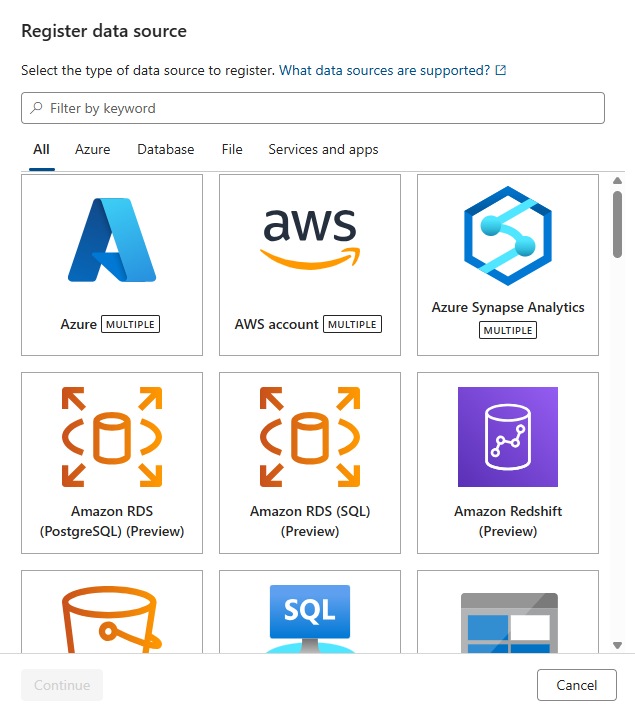 Register data source
Select the type of data source to register. What data sources are supported?
Filter by keyword
All Azure Database File Services and apps
aws
Azure MULTIPLE
AWS account MULTIPLE
Azure Synapse Analytics
MULTIPLE
Amazon RDS
(PostgreSQL) (Preview)
Amazon RDS (SQL)
(Preview)
Amazon Redshift
(Preview)
SQL
Continue
Cancel